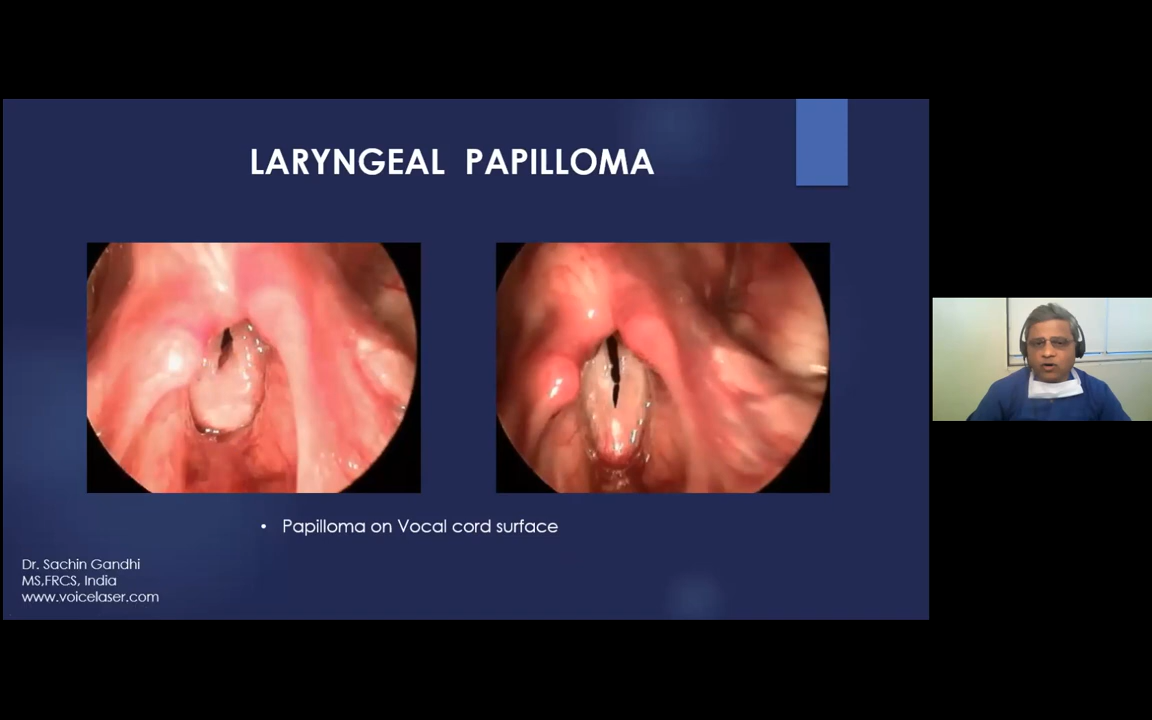 LARYNGEAL PAPILLOMA
• Papilloma on Vocal cord surface
Dr. Sachin Gandhi
MS,FRCS, India
www.voicelaser.com